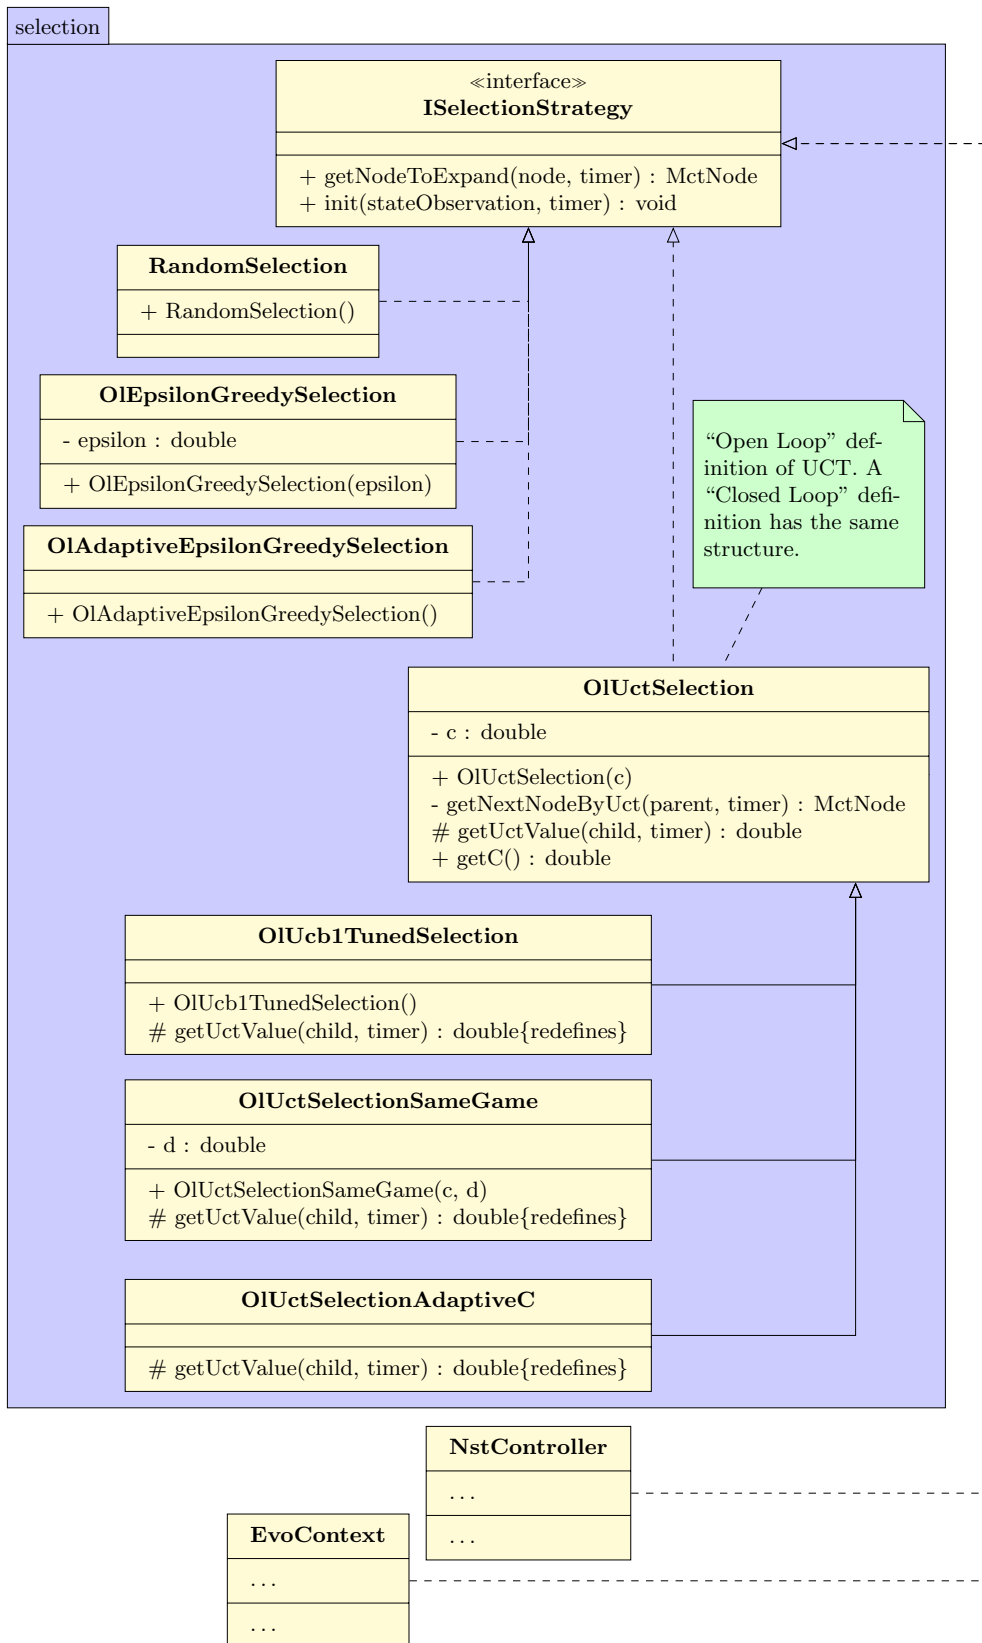 selection
≪interface≫
ISelectionStrategy
+ getNodeToExpand(node, timer) : MctNode
+ init(stateObservation, timer) : void
RandomSelection
+ RandomSelection()
OlEpsilonGreedySelection
- epsilon : double
+ OlEpsilonGreedySelection(epsilon)
OlAdaptiveEpsilonGreedySelection
+ OlAdaptiveEpsilonGreedySelection()
“Open Loop” def-
inition of UCT. A
“Closed Loop” defi-
nition has the same
structure.
OlUctSelection
- c : double
+ OlUctSelection(c)
- getNextNodeByUct(parent, timer) : MctNode
# getUctValue(child, timer) : double
+ getC() : double
OlUcb1TunedSelection
+ OlUcb1TunedSelection()
# getUctValue(child, timer) : double{redefines}
OlUctSelectionSameGame
- d : double
+ OlUctSelectionSameGame(c, d)
# getUctValue(child, timer) : double{redefines}
OlUctSelectionAdaptiveC
# getUctValue(child, timer) : double{redefines}
NstController
...
...
EvoContext
...
...